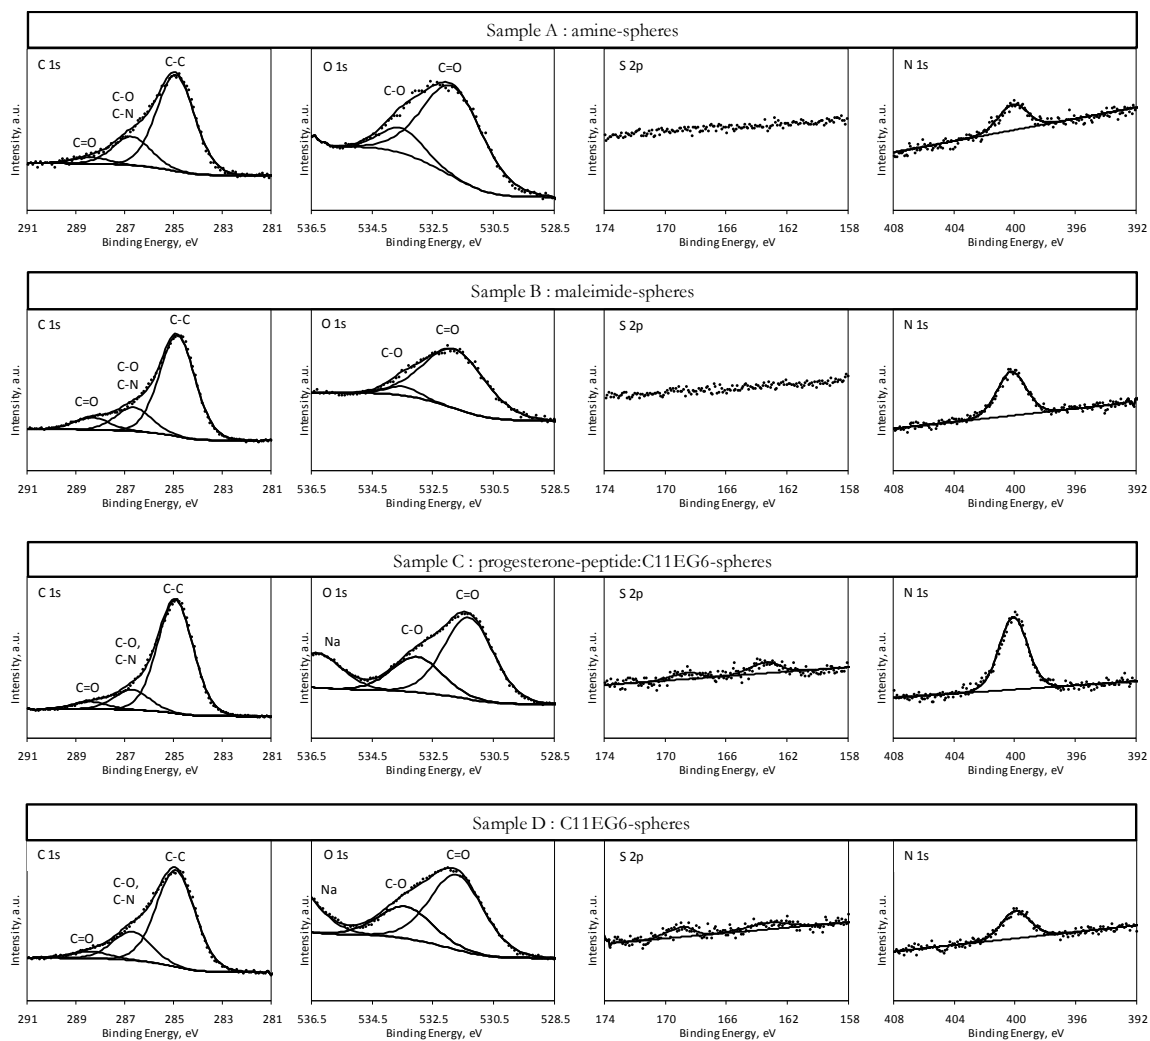 Sample A : amine-spheres
C 1s
C-C
C-O
C-N
C=O
Intensity, a.u.
291 289 287 285 283 281
Binding Energy, eV
O 1s
C=O
C-O
Intensity, a.u.
536.5 534.5 532.5 530.5 528.5
Binding Energy, eV
S 2p
Intensity, a.u.
174 170 166 162 158
Binding Energy, eV
N 1s
Intensity, a.u.
408 404 400 396 392
Binding Energy, eV
Sample B : maleimide-spheres
C 1s
C-C
C-O
C-N
C=O
Intensity, a.u.
291 289 287 285 283 281
Binding Energy, eV
O 1s
C=O
C-O
Intensity, a.u.
536.5 534.5 532.5 530.5 528.5
Binding Energy, eV
S 2p
Intensity, a.u.
174 170 166 162 158
Binding Energy, eV
N 1s
Intensity, a.u.
408 404 400 396 392
Binding Energy, eV
Sample C : progesterone-peptide:C11EG6-spheres
C 1s
C-C
C-O,
C-N
C=O
Intensity, a.u.
291 289 287 285 283 281
Binding Energy, eV
O 1s
C=O
C-O
Na
Intensity, a.u.
536.5 534.5 532.5 530.5 528.5
Binding Energy, eV
S 2p
Intensity, a.u.
174 170 166 162 158
Binding Energy, eV
N 1s
Intensity, a.u.
408 404 400 396 392
Binding Energy, eV
Sample D : C11EG6-spheres
C 1s
C-C
C-O,
C-N
C=O
Intensity, a.u.
291 289 287 285 283 281
Binding Energy, eV
O 1s
C=O
C-O
Na
Intensity, a.u.
536.5 534.5 532.5 530.5 528.5
Binding Energy, eV
S 2p
Intensity, a.u.
174 170 166 162 158
Binding Energy, eV
N 1s
Intensity, a.u.
408 404 400 396 392
Binding Energy, eV